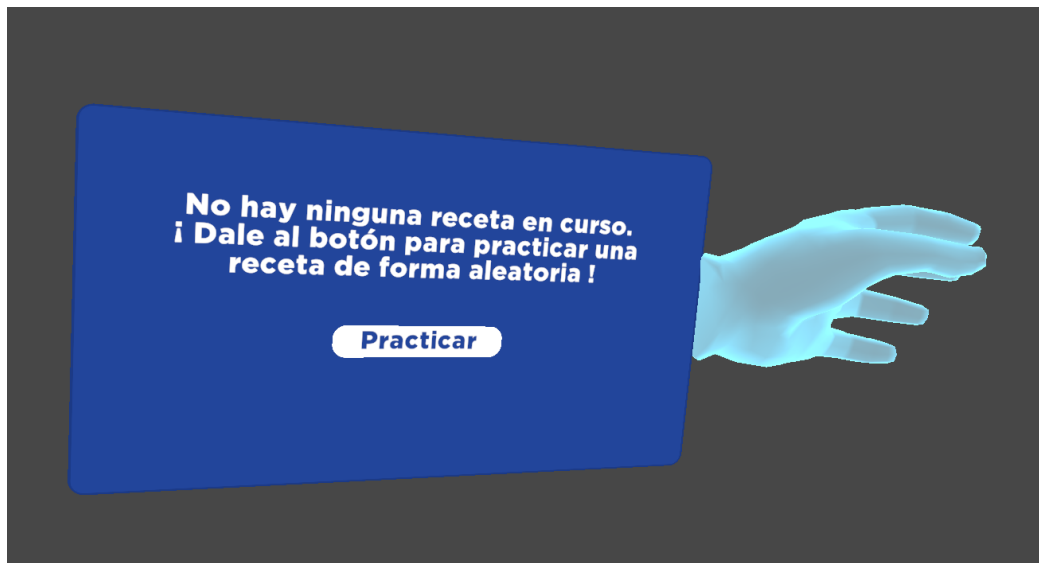 No hay ninguna receta en curso.
¡ Dale al botón para practicar una
receta de forma aleatoria !
Practicar